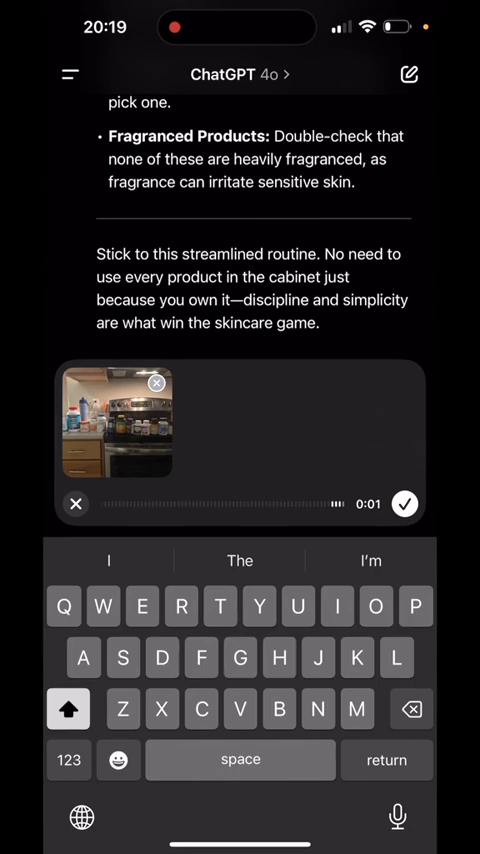 20:19
ChatGPT 4o >
pick one.
• Fragranced Products: Double-check that
none of these are heavily fragranced, as
fragrance can irritate sensitive skin.
Stick to this streamlined routine. No need to
use every product in the cabinet just
because you own it—discipline and simplicity
are what win the skincare game.
0:01
I The I'm
Q W E R T Y U I O P
A S D F G H J K L
Z X C V B N M
123 space return